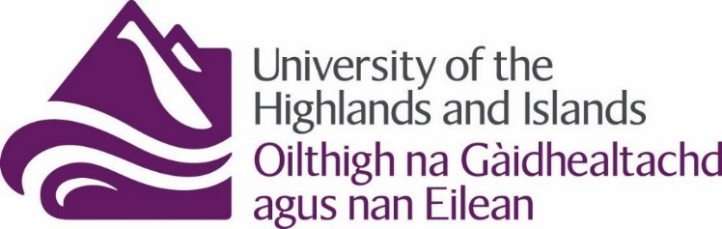 University of the
Highlands and Islands
Oilthigh na Gàidhealtachd
agus nan Eilean